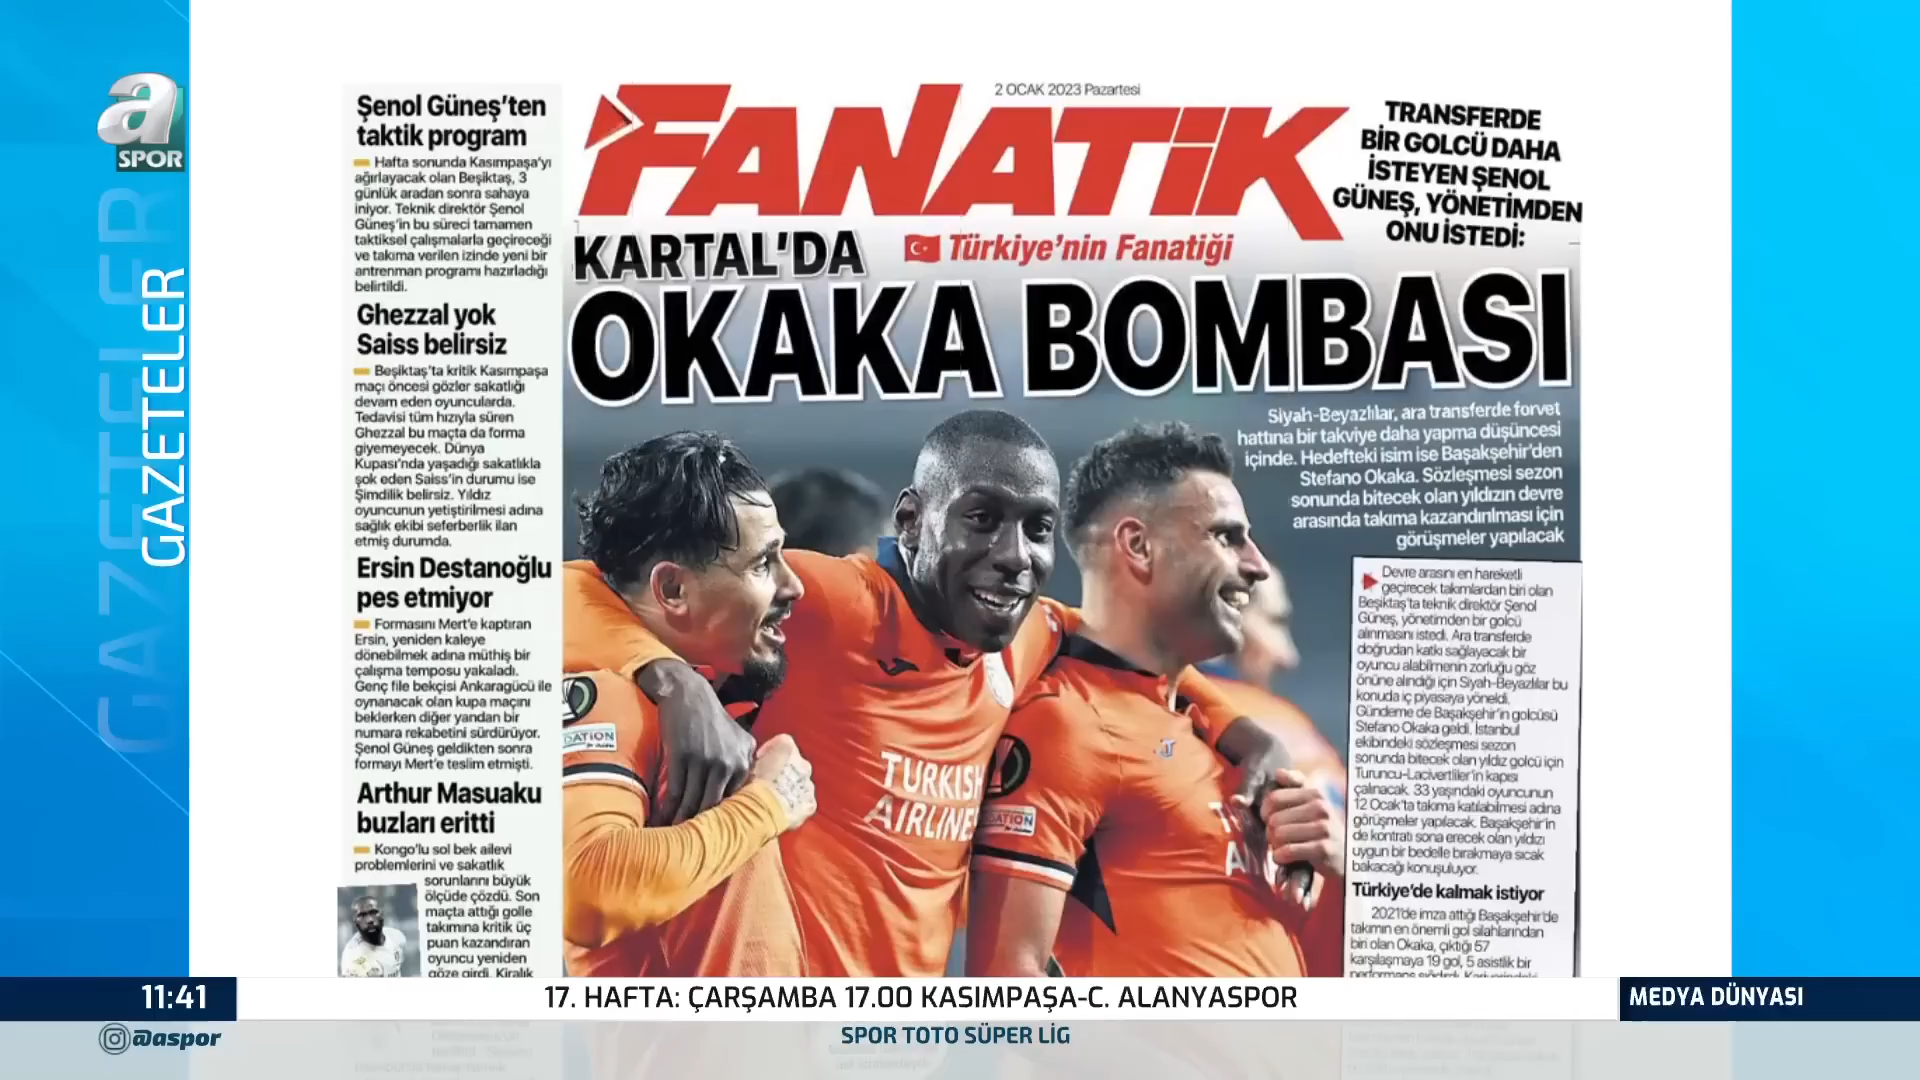 a
SPOR
GAZETELER
GAZETELER
Şenol Güneş'ten
taktik program
Hafta sonunda Kasımpaşa'yı
ağırlayacak olan Beşiktaş, 3
günlük aradan sonra sahaya
iniyor. Teknik direktör Şenol
Güneş'in bu süreci tamamen
taktiksel çalışmalarla geçireceği
ve takıma verilen izinde yeni bir
antrenman programı hazırladığı
belirtildi.
Ghezzal yok
Saiss belirsiz
Beşiktaş'ta kritik Kasımpaşa
maçı öncesi gözler sakatlığı
devam eden oyuncularda.
Tedavisi tüm hızıyla süren
Ghezzal bu maçta da forma
giyemeyecek. Dünya
Kupası'nda yaşadığı sakatlıkla
şok eden Saiss'in durumu ise
Şimdilik belirsiz. Yıldız
oyuncunun yetiştirilmesi adına
sağlık ekibi seferberlik ilan
etmiş durumda.
Ersin Destanoğlu
pes etmiyor
Formasını Mert'e kaptıran
Ersin, yeniden kaleye
dönebilmek adına müthiş bir
çalışma temposu yakaladı.
Genç file bekçisi Ankaragücü ile
oynanacak olan kupa maçını
beklerken diğer yandan bir
numara rekabetini sürdürüyor.
Şenol Güneş geldikten sonra
formayı Mert'e teslim etmişti.
Arthur Masuaku
buzları eritti
Kongo'lu sol bek ailevi
problemlerini ve sakatlık
sorunlarını büyük
ölçüde çözdü. Son
maçta attığı golle
takımına kritik üç
puan kazandıran
oyuncu yeniden
göze girdi. Kiralık
2 OCAK 2023 Pazartesi
FANATiK
Türkiye'nin Fanatiği
TRANSFERDE
BİR GOLCÜ DAHA
İSTEYEN ŞENOL
GÜNEŞ, YÖNETİMDEN
ONU İSTEDİ:
KARTAL'DA
OKAKA BOMBASI
Siyah-Beyazlılar, ara transferde forvet
hattına bir takviye daha yapma düşüncesi
içinde. Hedefteki isim ise Başakşehir'den
Stefano Okaka. Sözleşmesi sezon
sonunda bitecek olan yıldızın devre
arasında takıma kazandırılması için
görüşmeler yapılacak
Devre arasını en hareketli
geçirecek takımlardan biri olan
Beşiktaş'ta teknik direktör Şenol
Güneş, yönetimden bir golcü
alınmasını istedi. Ara transferde
doğrudan katkı sağlayacak bir
oyuncu alabilmenin zorluğu göz
önüne alındığı için Siyah-Beyazlılar bu
konuda iç piyasaya yöneldi.
Gündeme de Başakşehir'in golcüsü
Stefano Okaka geldi. İstanbul
ekibindeki sözleşmesi sezon
sonunda bitecek olan yıldız golcü için
Turuncu-Lacivertliler'in kapısı
çalınacak. 33 yaşındaki oyuncunun
12 Ocak'ta takıma katılabilmesi adına
görüşmeler yapılacak. Başakşehir'in
de kontratı sona erecek olan yıldızı
uygun bir bedelle bırakmaya sıcak
bakacağı konuşuluyor.
Türkiye'de kalmak istiyor
2021'de imza attığı Başakşehir'de
takımın en önemli gol silahlarından
biri olan Okaka, çıktığı 57
karşılaşmaya 19 gol, 5 asistlik bir
DATION
TURKISH
AIRLINE
DATION
11:41
17. HAFTA: ÇARŞAMBA 17.00 KASIMPAŞA-C. ALANYASPOR
MEDYA DÜNYASI
@aspor
SPOR TOTO SÜPER LİG